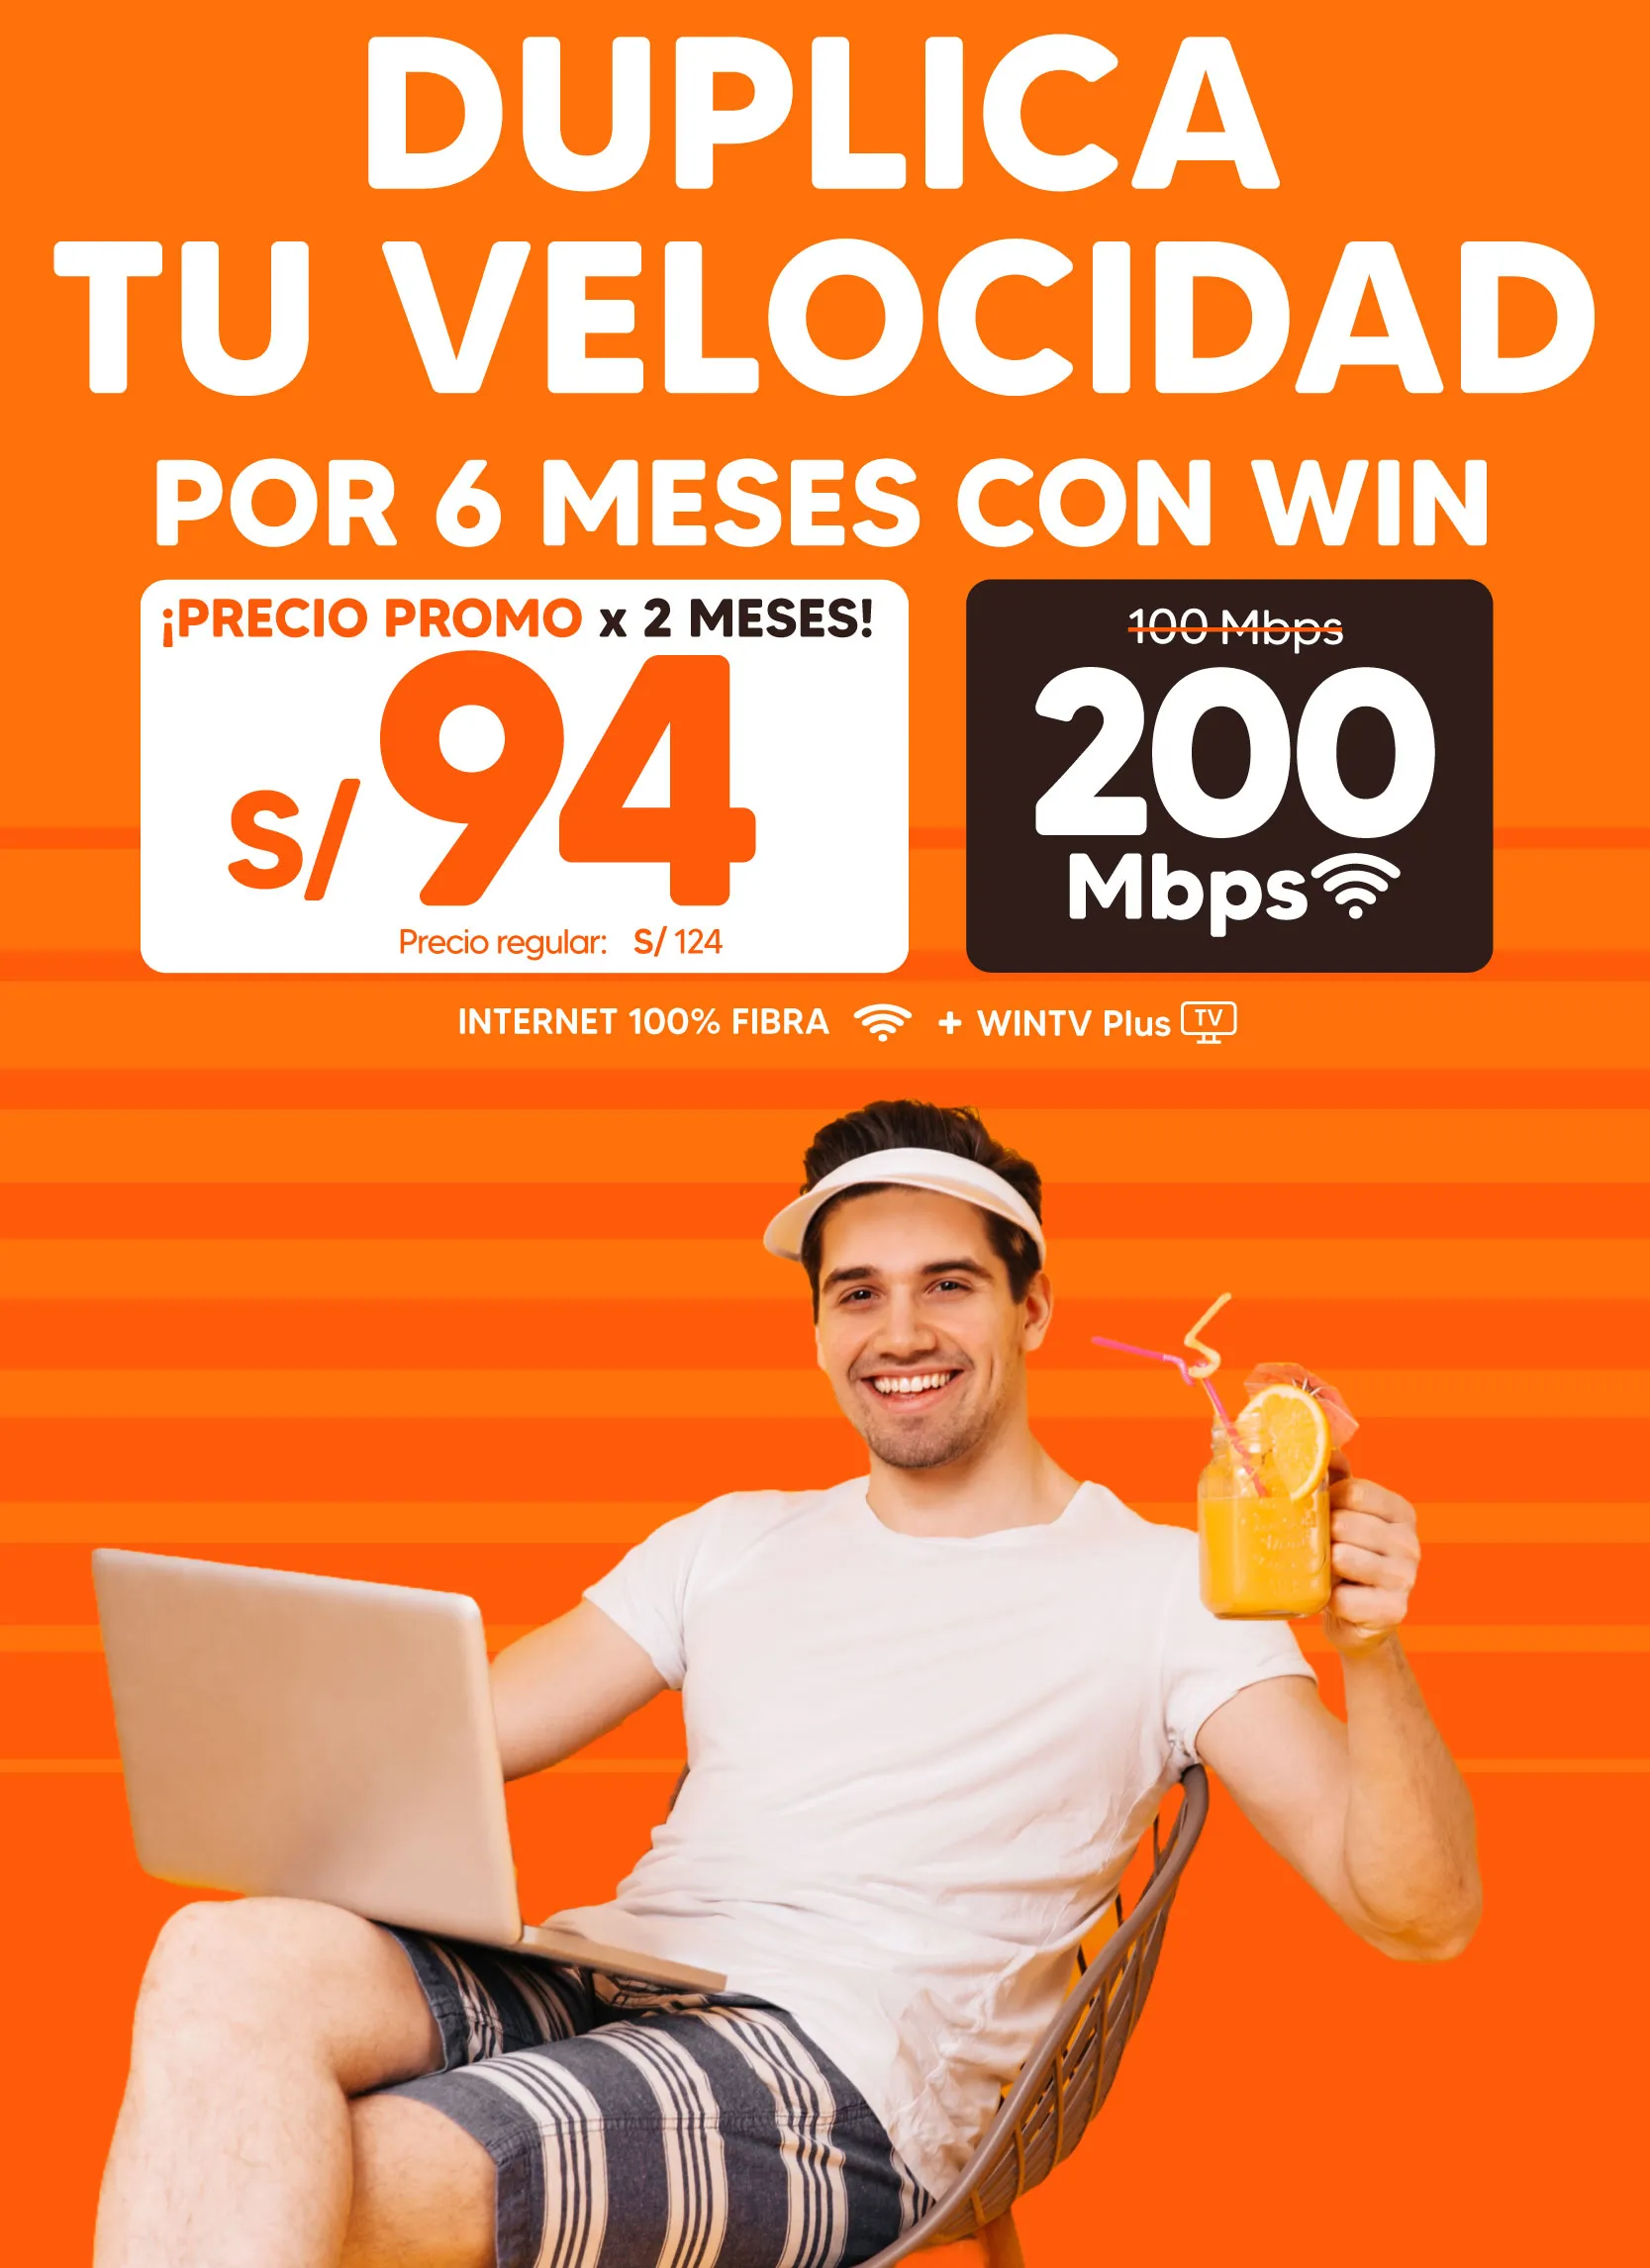 DUPLICA
TU VELOCIDAD
POR 6 MESES CON WIN
¡PRECIO PROMO x 2 MESES!
S/94
Precio regular: S/ 124
100 Mbps
200
Mbps
INTERNET 100% FIBRA + WINTV Plus TV